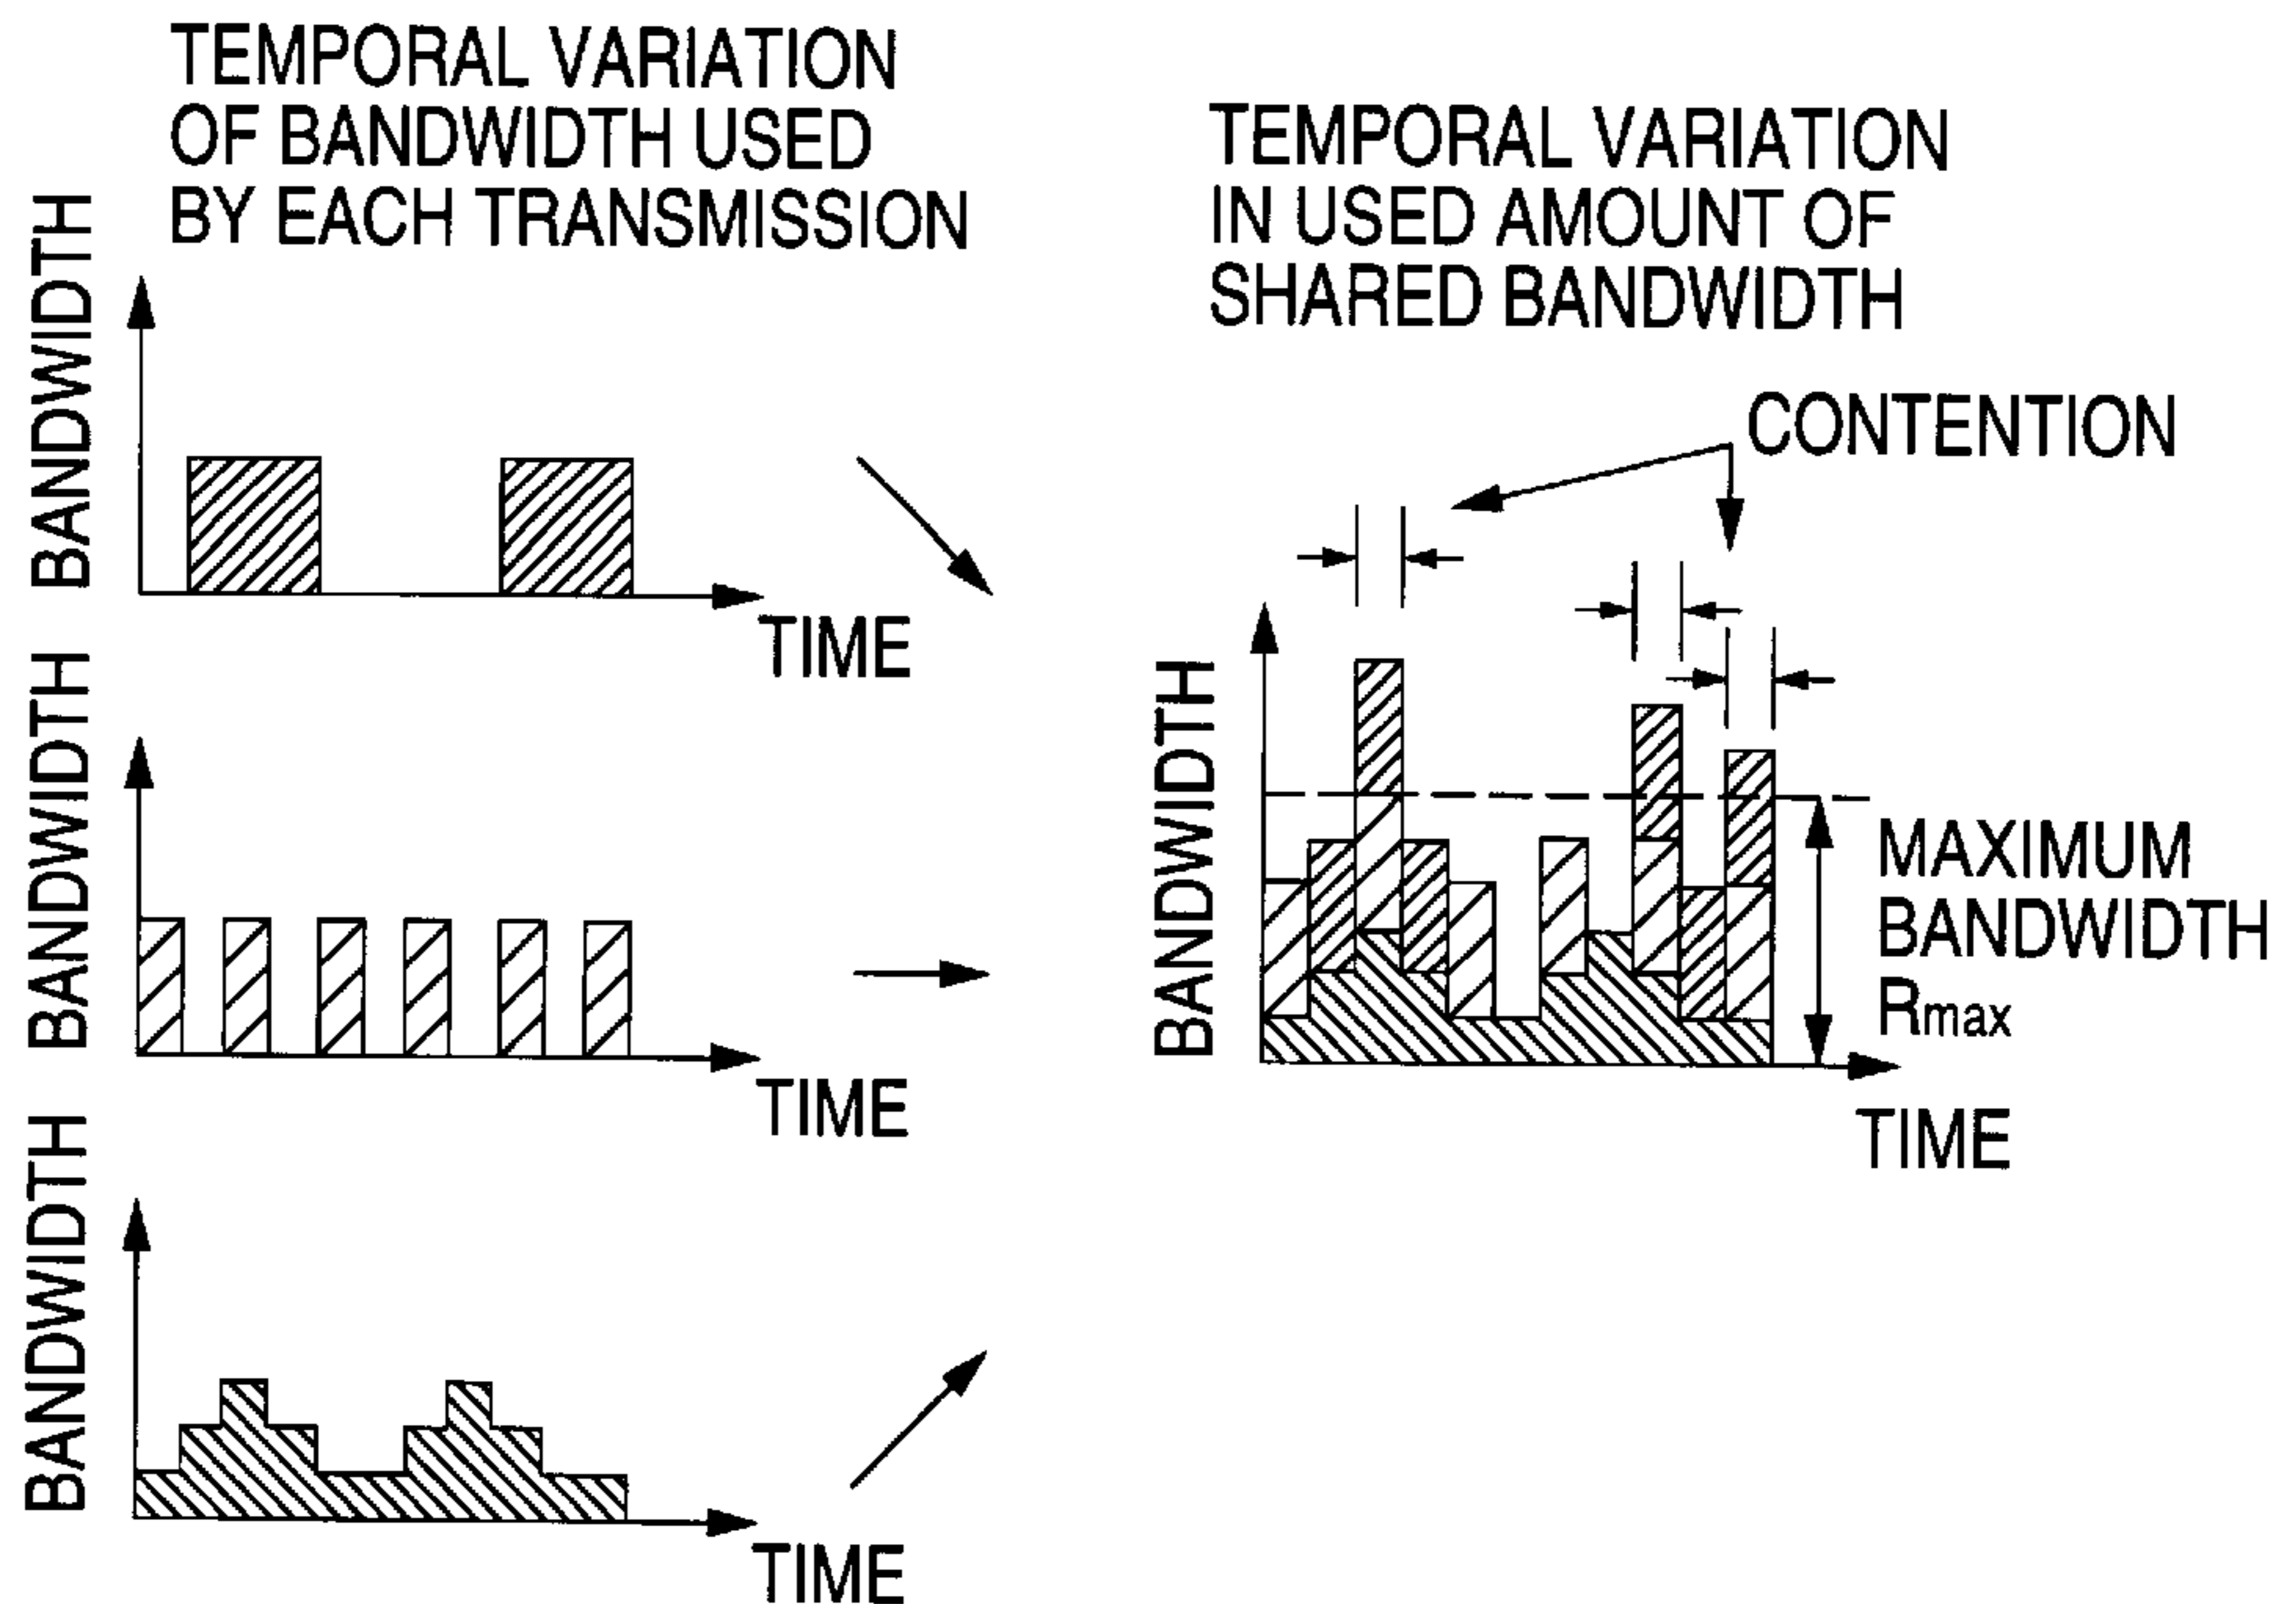 TEMPORAL VARIATION
OF BANDWIDTH USED
BY EACH TRANSMISSION
BANDWIDTH
TIME
BANDWIDTH
TIME
BANDWIDTH
TIME
TEMPORAL VARIATION
IN USED AMOUNT OF
SHARED BANDWIDTH
CONTENTION
BANDWIDTH
MAXIMUM
BANDWIDTH
Rmax
TIME